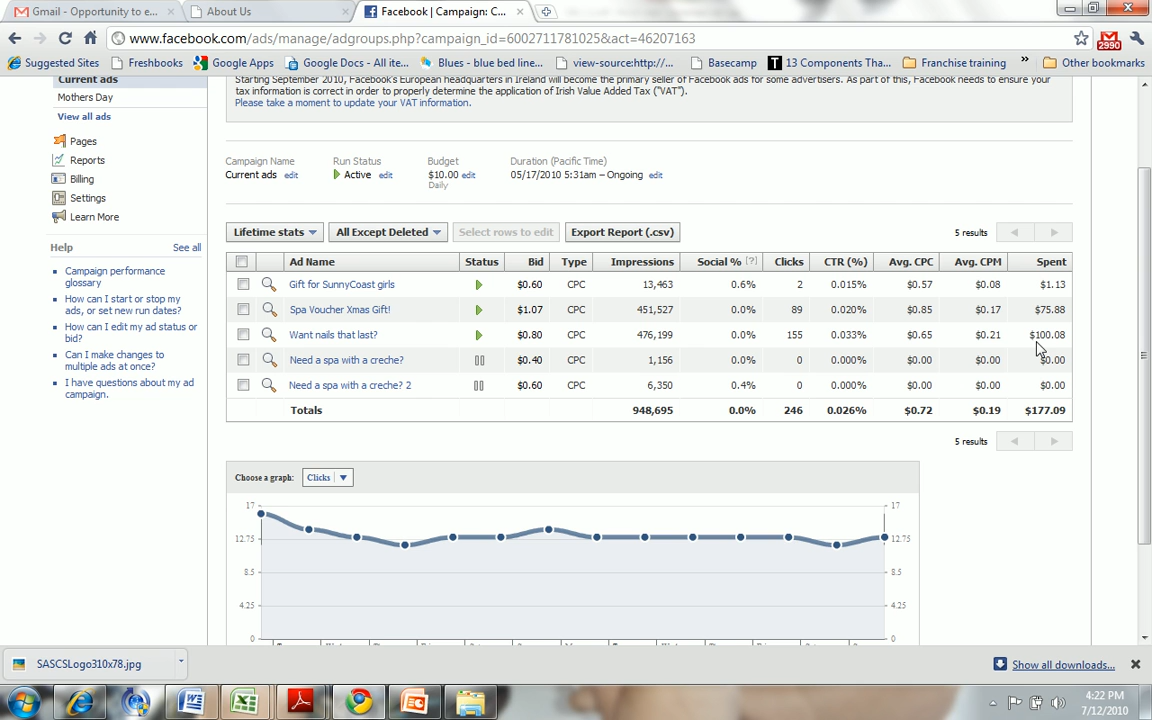 Gmail - Opportunity to e...
About Us
Facebook | Campaign: C...
www.facebook.com/ads/manage/adgroups.php?campaign_id=6002711781025&act=46207163
2990
Suggested Sites
Freshbooks
Google Apps
Google Docs - All ite...
Blues - blue bed line...
view-source:http:/...
Basecamp
13 Components Tha...
Franchise training
»
Other bookmarks
Current ads
Mothers Day
View all ads
Pages
Reports
Billing
Settings
Learn More
Help See all
Campaign performance
glossary
How can I start or stop my
ads, or set new run dates?
How can I edit my ad status or
bid?
Can I make changes to
multiple ads at once?
I have questions about my ad
campaign.
Starting September 2010, Facebook's European headquarters in Ireland will become the primary seller of Facebook ads for some advertisers. As part of this, Facebook needs to ensure your
tax information is correct in order to properly determine the application of Irish Value Added Tax ("VAT").
Please take a moment to update your VAT information.
Campaign Name Run Status Budget Duration (Pacific Time)
Current ads edit Active edit $10.00 edit 05/17/2010 5:31am – Ongoing edit
Daily
Lifetime stats All Except Deleted Select rows to edit Export Report (.csv) 5 results
Ad Name Status Bid Type Impressions Social % [?] Clicks CTR (%) Avg. CPC Avg. CPM Spent
Gift for SunnyCoast girls $0.60 CPC 13,463 0.6% 2 0.015% $0.57 $0.08 $1.13
Spa Voucher Xmas Gift! $1.07 CPC 451,527 0.0% 89 0.020% $0.85 $0.17 $75.88
Want nails that last? $0.80 CPC 476,199 0.0% 155 0.033% $0.65 $0.21 $100.08
Need a spa with a creche? $0.40 CPC 1,156 0.0% 0 0.000% $0.00 $0.00 $0.00
Need a spa with a creche? 2 $0.60 CPC 6,350 0.4% 0 0.000% $0.00 $0.00 $0.00
Totals 948,695 0.0% 246 0.026% $0.72 $0.19 $177.09
5 results
Choose a graph: Clicks
17 17
12.75 12.75
8.5 8.5
4.25 4.25
0 0
SASCSLogo310x78.jpg
Show all downloads...
4:22 PM
7/12/2010